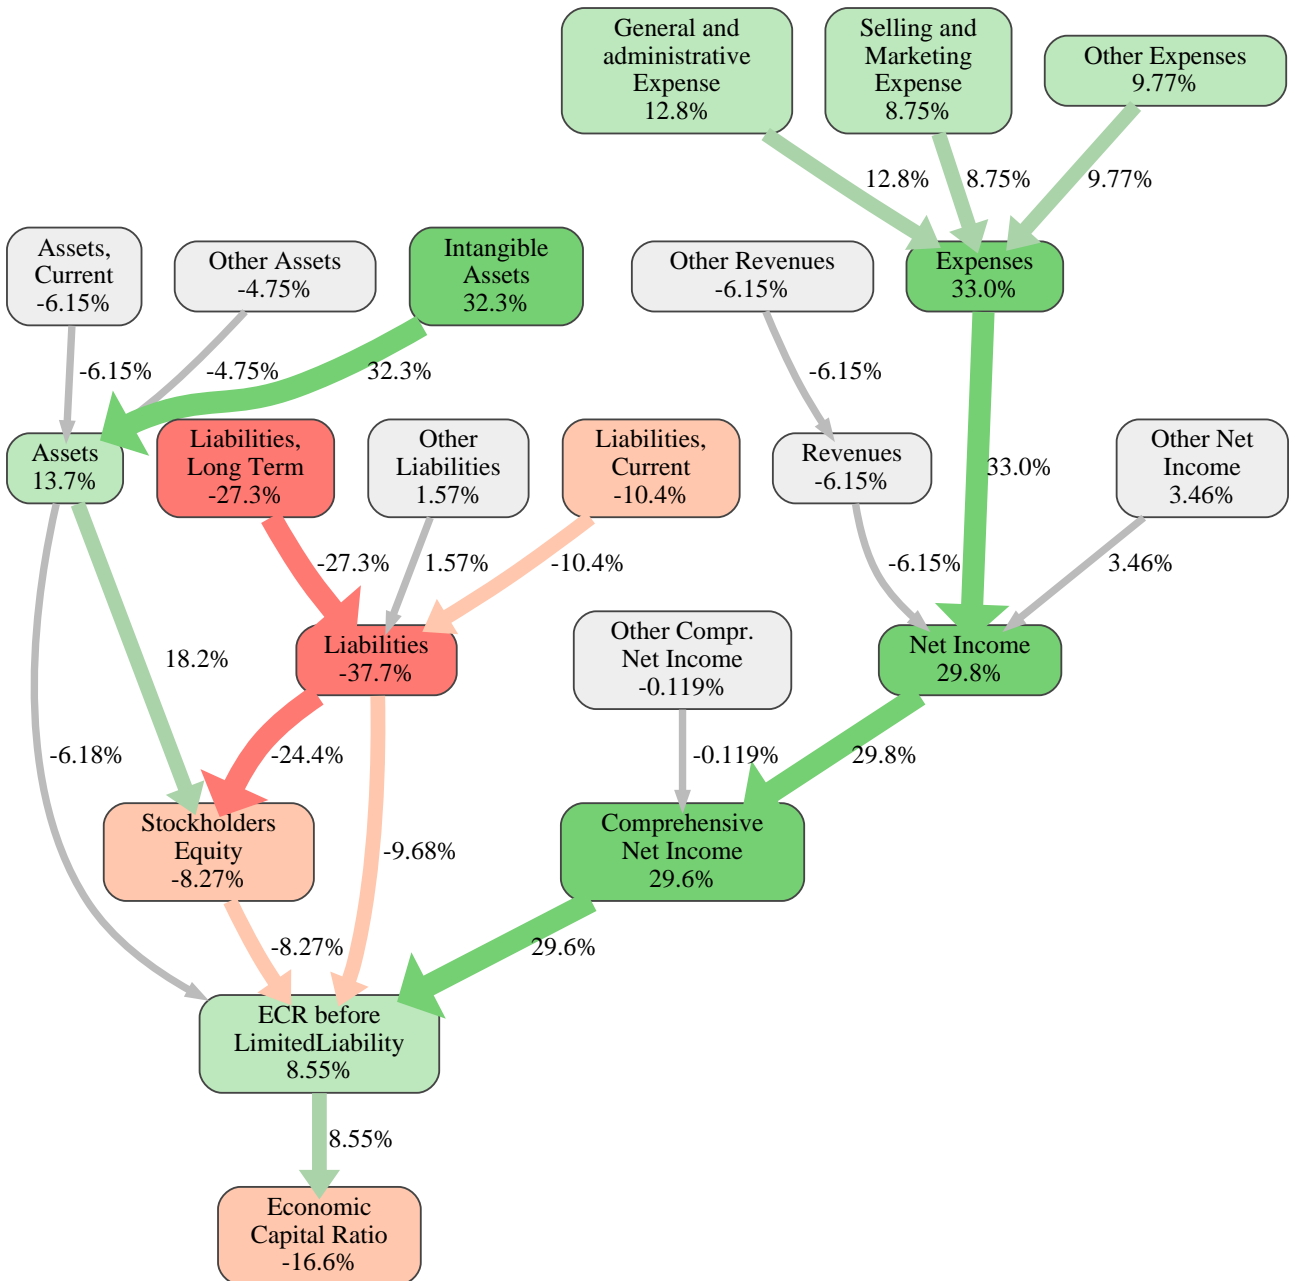 General and
administrative
Expense
12.8%
Selling and
Marketing
Expense
8.75%
Other Expenses
9.77%
12.8%
8.75%
9.77%
Assets,
Current
-6.15%
Other Assets
-4.75%
Intangible
Assets
32.3%
Other Revenues
-6.15%
Expenses
33.0%
-6.15%
-4.75%
32.3%
-6.15%
33.0%
Assets
13.7%
Liabilities,
Long Term
-27.3%
Other
Liabilities
1.57%
Liabilities,
Current
-10.4%
Revenues
-6.15%
Other Net
Income
3.46%
-27.3%
1.57%
-10.4%
-6.15%
3.46%
18.2%
Liabilities
-37.7%
Other Compr.
Net Income
-0.119%
Net Income
29.8%
-6.18%
-24.4%
-0.119%
29.8%
Stockholders
Equity
-8.27%
-9.68%
Comprehensive
Net Income
29.6%
-8.27%
29.6%
ECR before
LimitedLiability
8.55%
8.55%
Economic
Capital Ratio
-16.6%